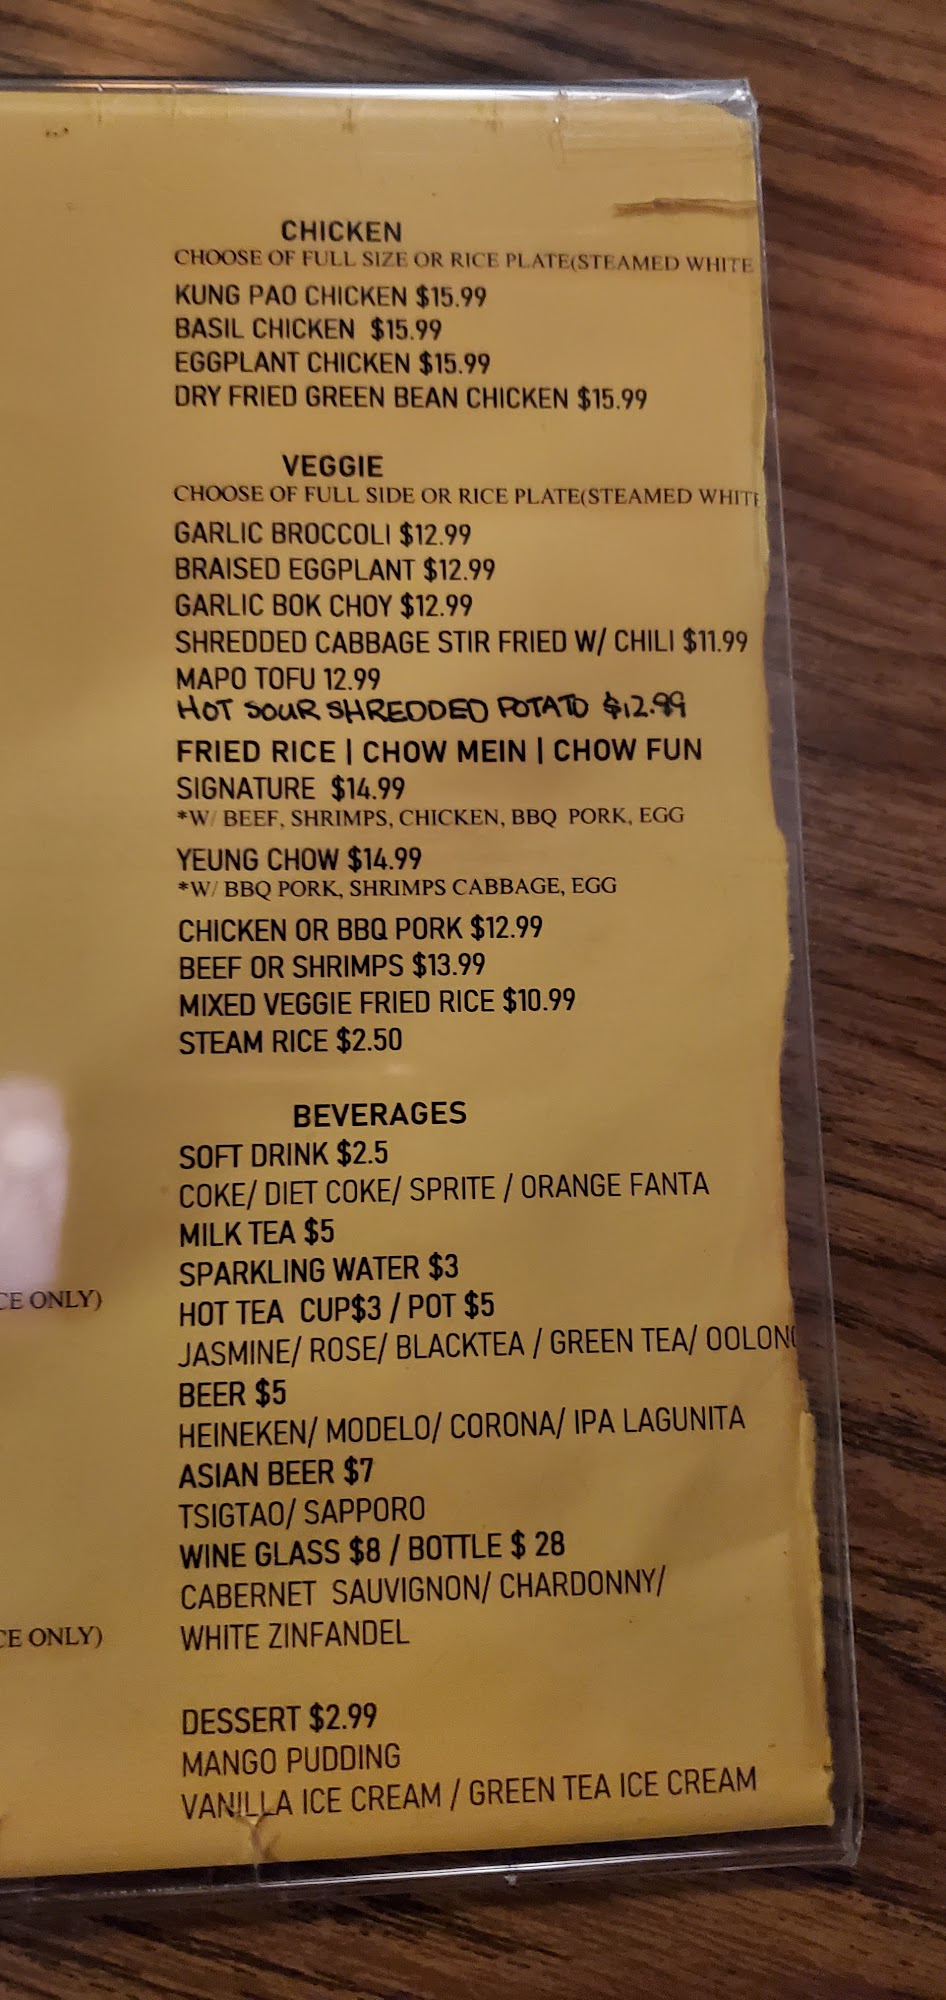 CHICKEN
CHOOSE OF FULL SIZE OR RICE PLATE(STEAMED WHITE
KUNG PAO CHICKEN $15.99
BASIL CHICKEN $15.99
EGGPLANT CHICKEN $15.99
DRY FRIED GREEN BEAN CHICKEN $15.99
VEGGIE
CHOOSE OF FULL SIDE OR RICE PLATE(STEAMED WHITE
GARLIC BROCCOLI $12.99
BRAISED EGGPLANT $12.99
GARLIC BOK CHOY $12.99
SHREDDED CABBAGE STIR FRIED W/ CHILI $11.99
MAPO TOFU 12.99
HOT SOUR SHREDDED POTATO $12.99
FRIED RICE | CHOW MEIN | CHOW FUN
SIGNATURE $14.99
*W/ BEEF, SHRIMPS, CHICKEN, BBQ PORK, EGG
YEUNG CHOW $14.99
*W/ BBQ PORK, SHRIMPS CABBAGE, EGG
CHICKEN OR BBQ PORK $12.99
BEEF OR SHRIMPS $13.99
MIXED VEGGIE FRIED RICE $10.99
STEAM RICE $2.50
BEVERAGES
SOFT DRINK $2.5
COKE/ DIET COKE/ SPRITE / ORANGE FANTA
MILK TEA $5
SPARKLING WATER $3
HOT TEA CUP$3 / POT $5
JASMINE/ ROSE/ BLACKTEA / GREEN TEA/ OOLONG
BEER $5
HEINEKEN/ MODELO/ CORONA/ IPA LAGUNITA
ASIAN BEER $7
TSIGTAO/ SAPPORO
WINE GLASS $8 / BOTTLE $ 28
CABERNET SAUVIGNON/ CHARDONNY/
WHITE ZINFANDEL
DESSERT $2.99
MANGO PUDDING
VANILLA ICE CREAM / GREEN TEA ICE CREAM
CE ONLY)
CE ONLY)